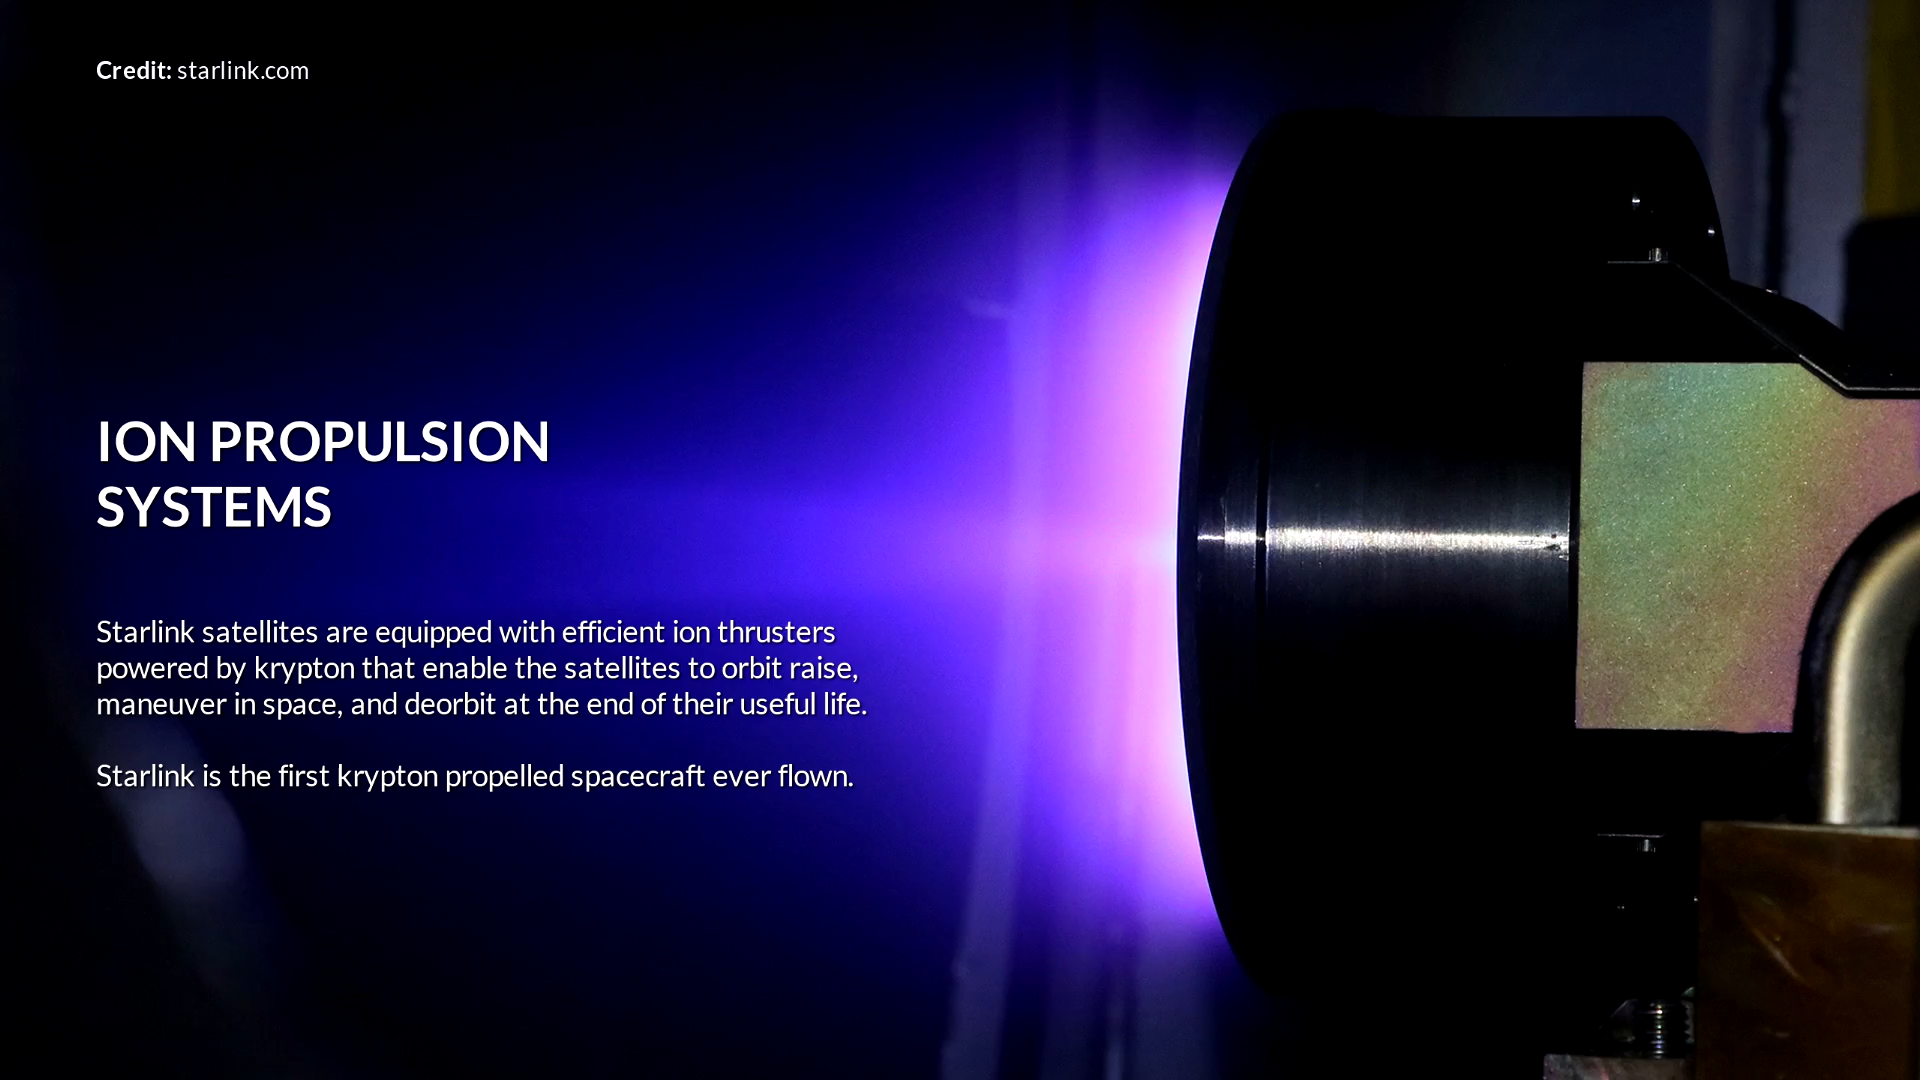 Credit: starlink.com
ION PROPULSION
SYSTEMS
Starlink satellites are equipped with efficient ion thrusters
powered by krypton that enable the satellites to orbit raise,
maneuver in space, and deorbit at the end of their useful life.
Starlink is the first krypton propelled spacecraft ever flown.